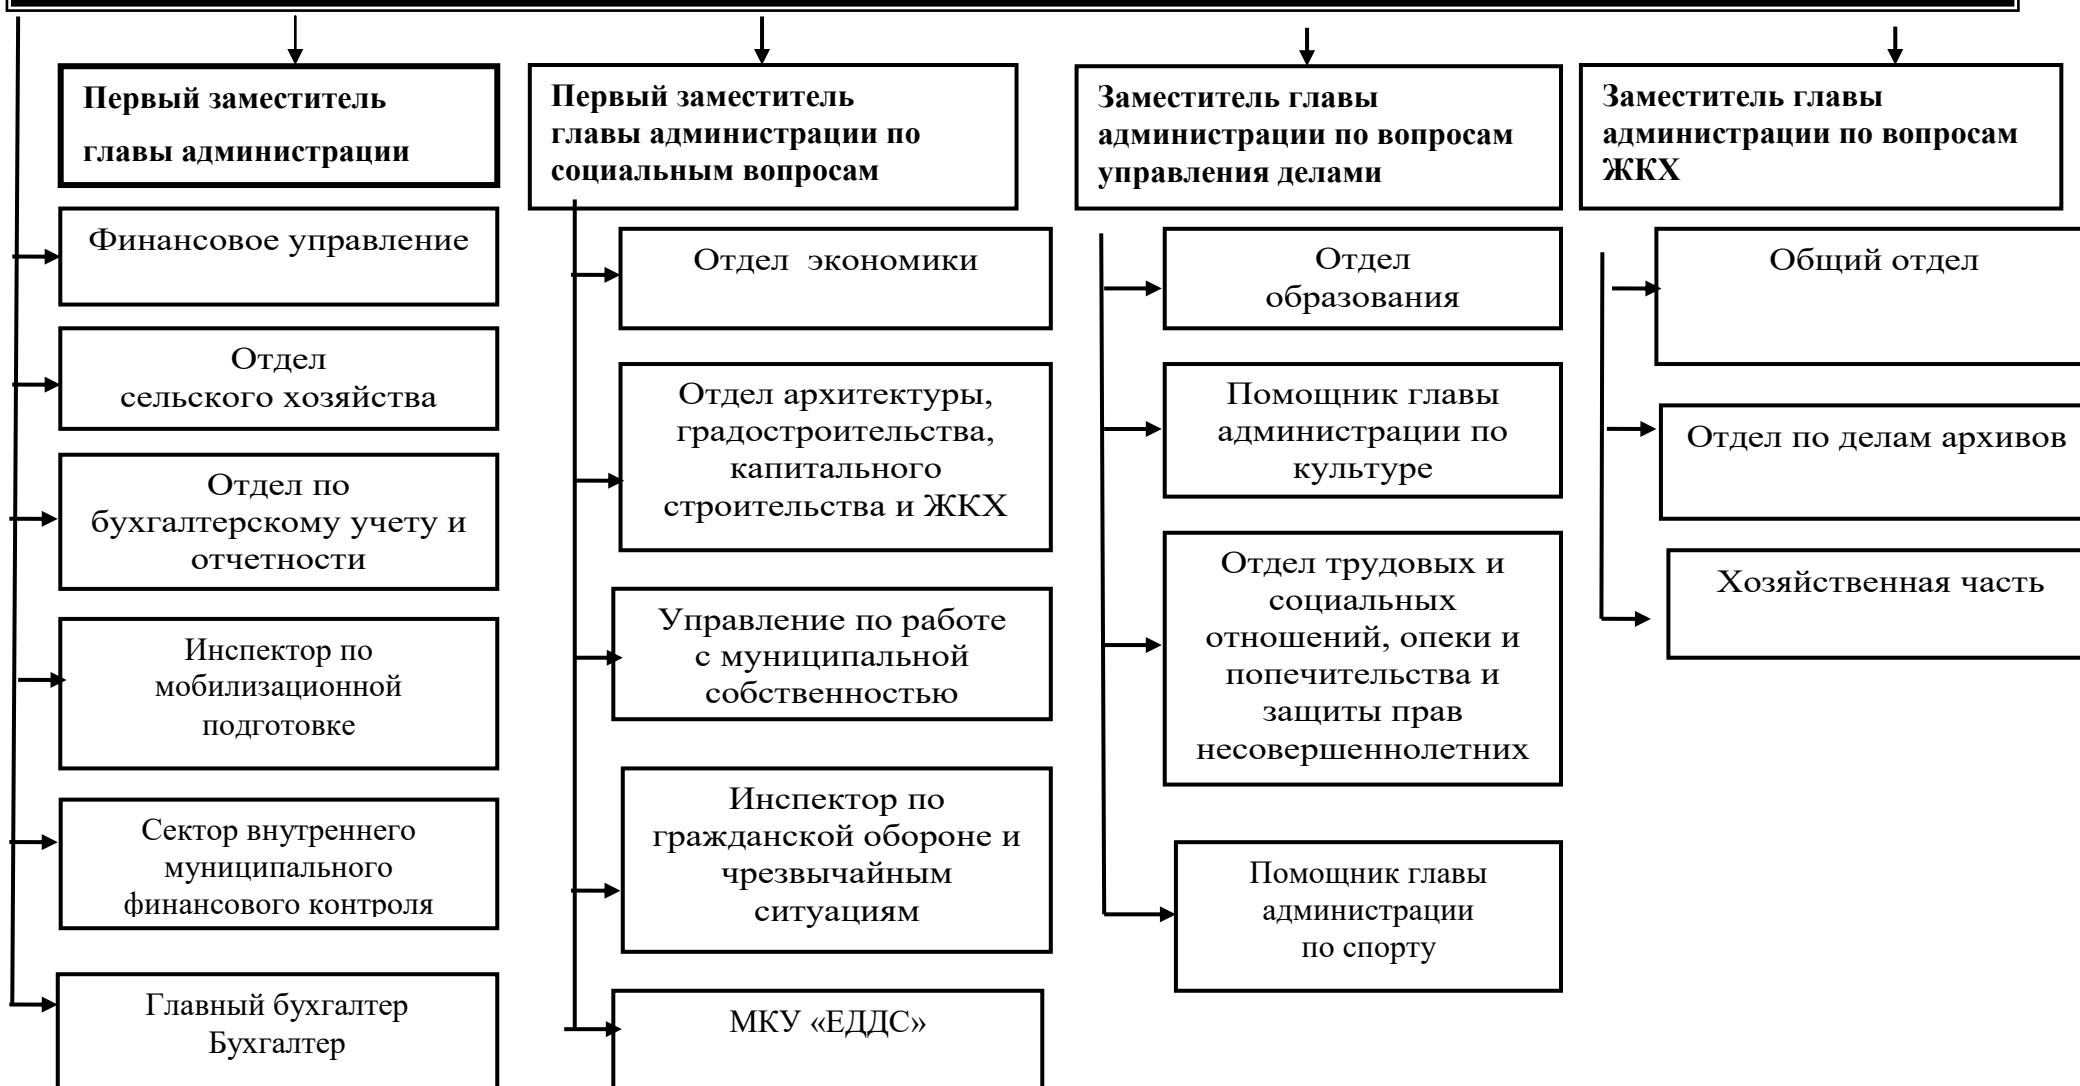 Первый заместитель
главы администрации
Первый заместитель
главы администрации по
социальным вопросам
Заместитель главы
администрации по вопросам
управления делами
Заместитель главы
администрации по вопросам
ЖКХ
Финансовое управление
Отдел
сельского хозяйства
Отдел по
бухгалтерскому учету и
отчетности
Инспектор по
мобилизационной
подготовке
Сектор внутреннего
муниципального
финансового контроля
Главный бухгалтер
Бухгалтер
Отдел экономики
Отдел архитектуры,
градостроительства,
капитального
строительства и ЖКХ
Управление по работе
с муниципальной
собственностью
Инспектор по
гражданской обороне и
чрезвычайным
ситуациям
МКУ «ЕДДС»
Отдел
образования
Помощник главы
администрации по
культуре
Отдел трудовых и
социальных
отношений, опеки и
попечительства и
защиты прав
несовершеннолетних
Помощник главы
администрации
по спорту
Общий отдел
Отдел по делам архивов
Хозяйственная часть